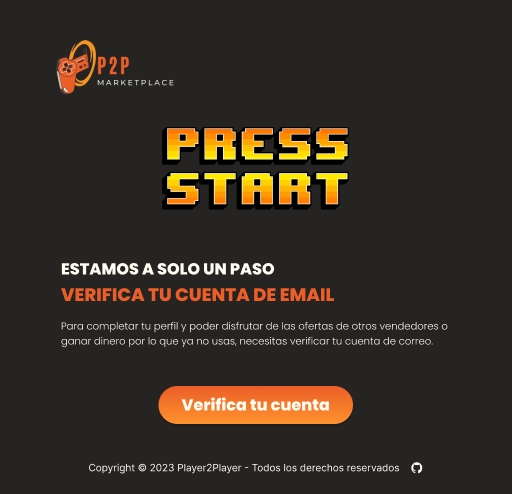 P2P
MARKETPLACE
PRESS
START
ESTAMOS A SOLO UN PASO
VERIFICA TU CUENTA DE EMAIL
Para completar tu perfil y poder disfrutar de las ofertas de otros vendedores o
ganar dinero por lo que ya no usas, necesitas verificar tu cuenta de correo.
Verifica tu cuenta
Copyright © 2023 Player2Player - Todos los derechos reservados